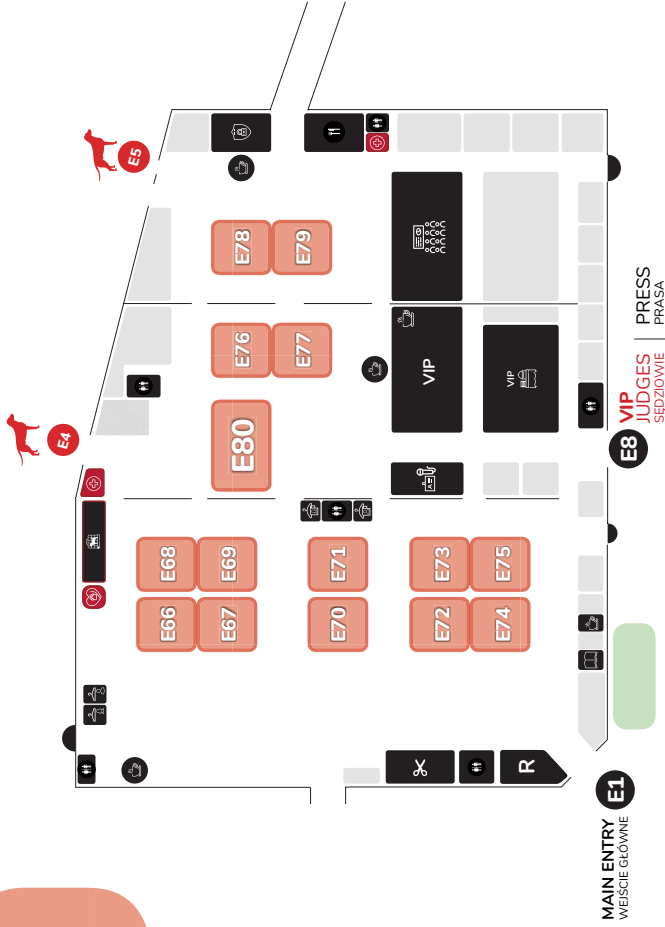 E5
E78
E79
E76
E77
VIP
VIP
E80
E4
E8
VIP
JUDGES
SĘDZIOWIE
PRESS
PRASA
E68
E69
E71
E73
E75
E66
E67
E70
E72
E74
R
E1
MAIN ENTRY
WEJŚCIE GŁÓWNE